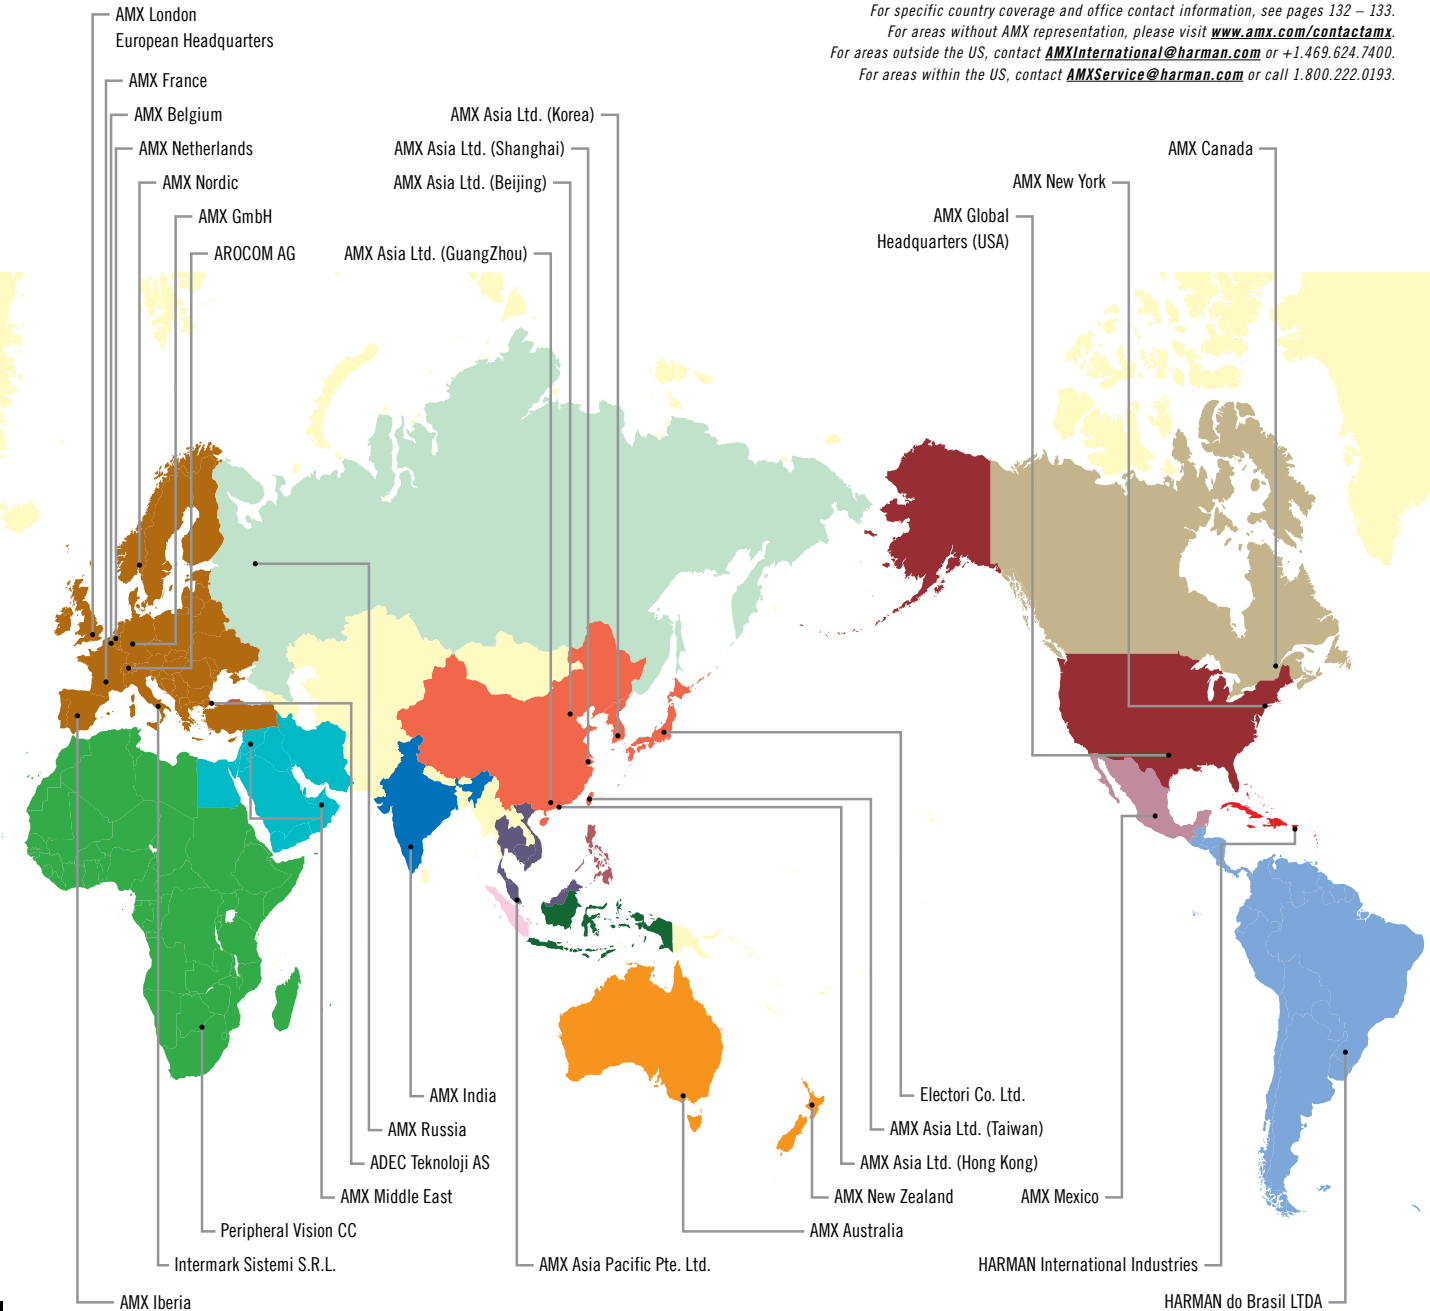 For specific country coverage and office contact information, see pages 132 – 133.
For areas without AMX representation, please visit www.amx.com/contactamx.
For areas outside the US, contact AMXInternational@harman.com or +1.469.624.7400.
For areas within the US, contact AMXService@harman.com or call 1.800.222.0193.
AMX London
European Headquarters
AMX France
AMX Belgium
AMX Netherlands
AMX Nordic
AMX GmbH
AROCOM AG
AMX Asia Ltd. (Korea)
AMX Asia Ltd. (Shanghai)
AMX Asia Ltd. (Beijing)
AMX Asia Ltd. (GuangZhou)
AMX Canada
AMX New York
AMX Global
Headquarters (USA)
AMX India
AMX Russia
ADEC Teknoloji AS
AMX Middle East
Peripheral Vision CC
Intermark Sistemi S.R.L.
AMX Iberia
Electori Co. Ltd.
AMX Asia Ltd. (Taiwan)
AMX Asia Ltd. (Hong Kong)
AMX New Zealand
AMX Australia
AMX Asia Pacific Pte. Ltd.
AMX Mexico
HARMAN International Industries
HARMAN do Brasil LTDA